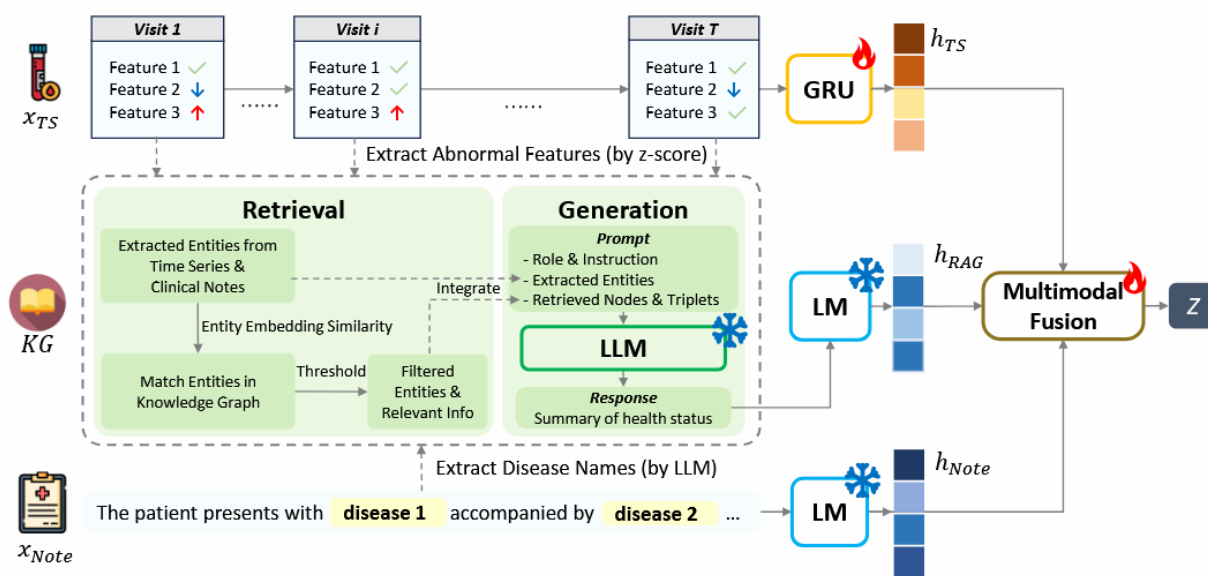 Visit 1
Feature 1
Feature 2
Feature 3
......
Visit i
Feature 1
Feature 2
Feature 3
......
Visit T
Feature 1
Feature 2
Feature 3
x_TS
GRU
h_TS
Extract Abnormal Features (by z-score)
Retrieval
Extracted Entities from
Time Series &
Clinical Notes
Entity Embedding Similarity
Match Entities in
Knowledge Graph
Threshold
Filtered
Entities &
Relevant Info
Integrate
Generation
Prompt
- Role & Instruction
- Extracted Entities
- Retrieved Nodes & Triplets
LLM
Response
Summary of health status
KG
LM
h_RAG
Multimodal
Fusion
Z
Extract Disease Names (by LLM)
The patient presents with disease 1 accompanied by disease 2 ...
x_Note
LM
h_Note